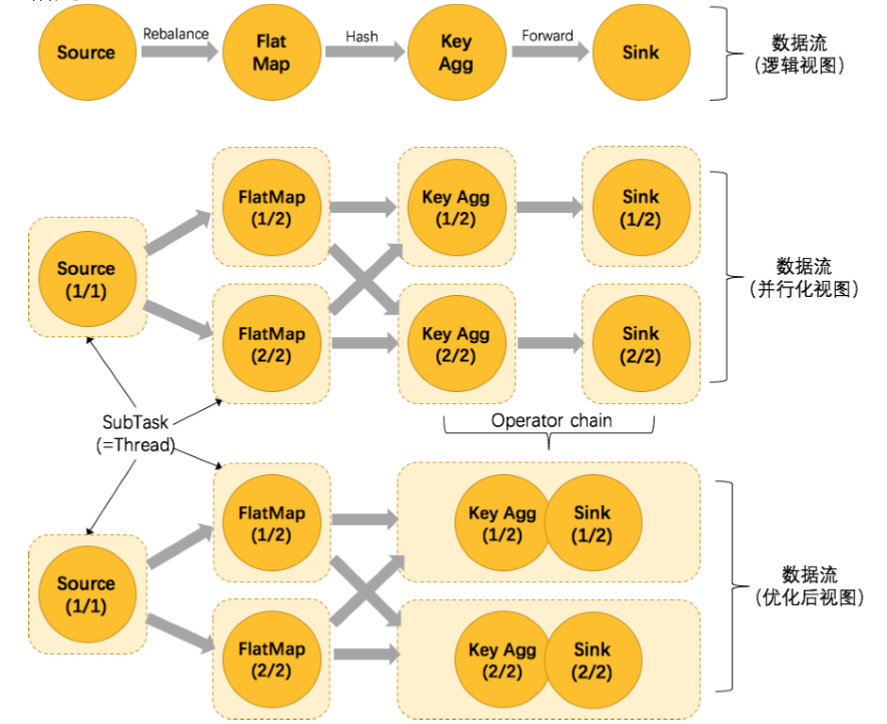 Source
Rebalance
Flat
Map
Hash
Key
Agg
Forward
Sink
数据流
(逻辑视图)
Source
(1/1)
FlatMap
(1/2)
Key Agg
(1/2)
Sink
(1/2)
FlatMap
(2/2)
Key Agg
(2/2)
Sink
(2/2)
数据流
(并行化视图)
SubTask
(=Thread)
Operator chain
Source
(1/1)
FlatMap
(1/2)
Key Agg
(1/2)
Sink
(1/2)
FlatMap
(2/2)
Key Agg
(2/2)
Sink
(2/2)
数据流
(优化后视图)